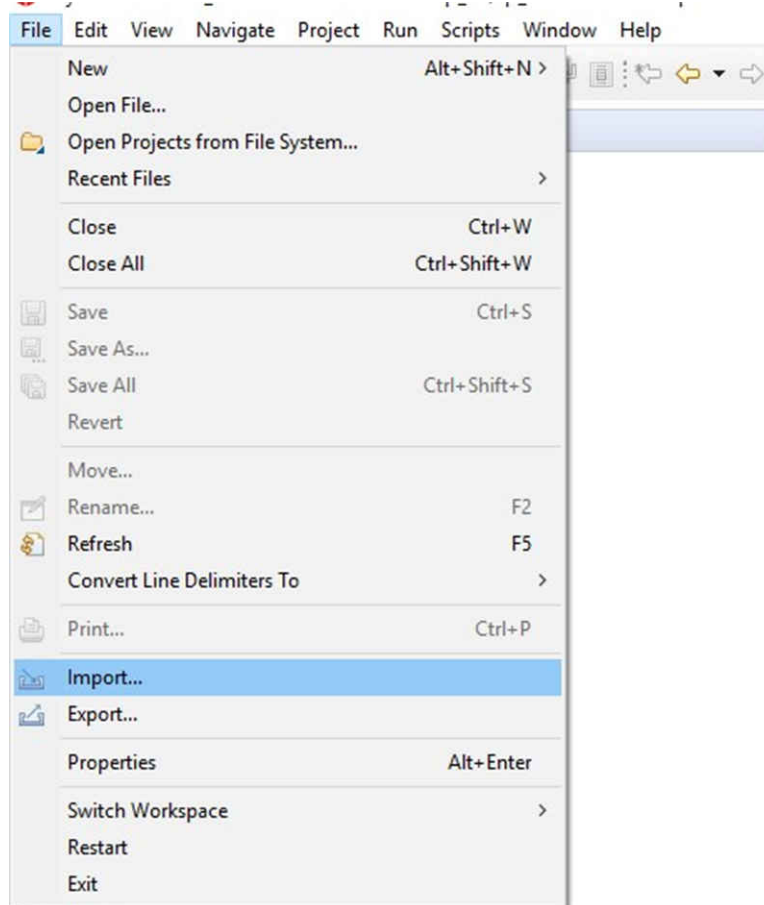 File Edit View Navigate Project Run Scripts Window Help
New Alt+Shift+N >
Open File...
Open Projects from File System...
Recent Files >
Close Ctrl+W
Close All Ctrl+Shift+W
Save Ctrl+S
Save As...
Save All Ctrl+Shift+S
Revert
Move...
Rename... F2
Refresh F5
Convert Line Delimiters To >
Print... Ctrl+P
Import...
Export...
Properties Alt+Enter
Switch Workspace >
Restart
Exit